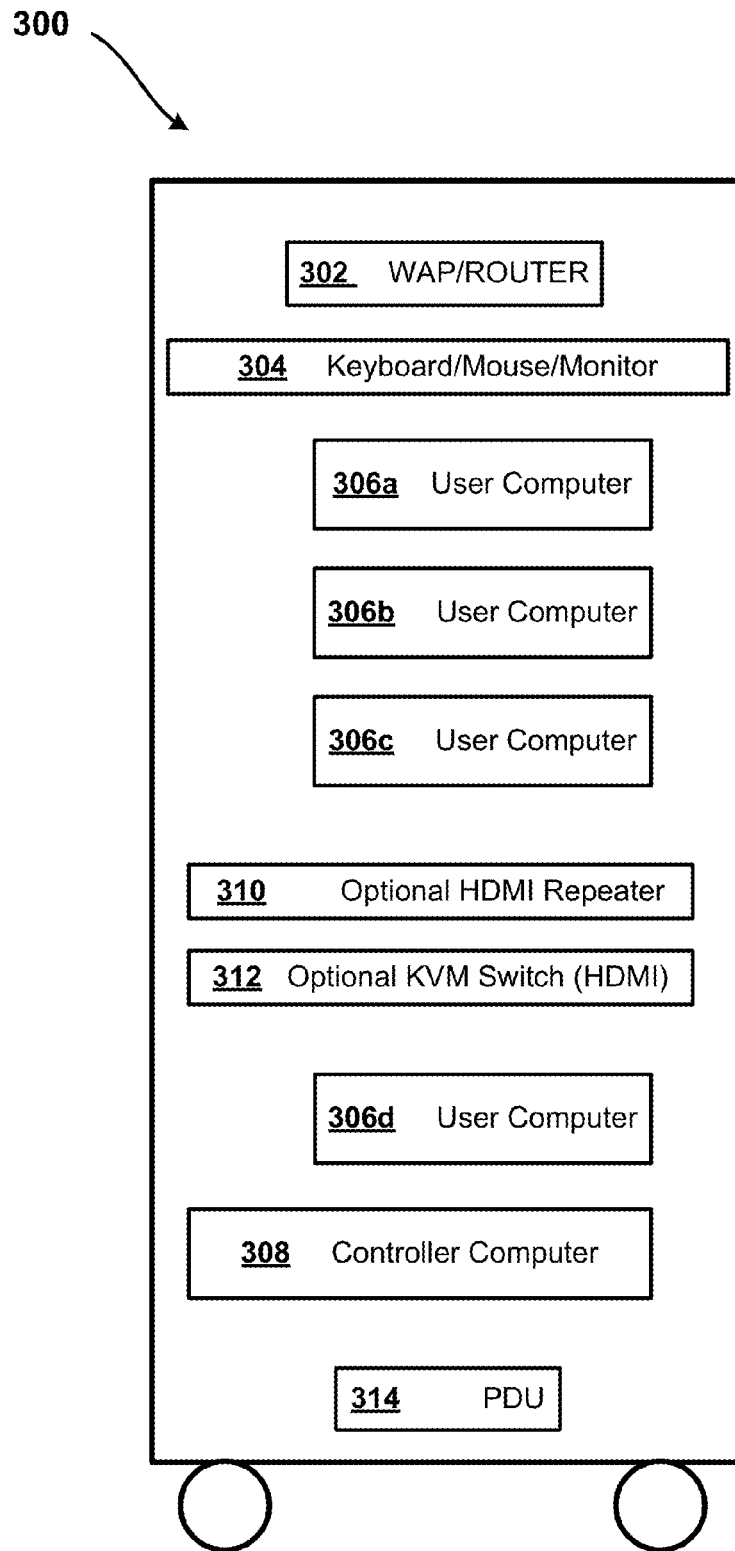 300
302 WAP/ROUTER
304 Keyboard/Mouse/Monitor
306a User Computer
306b User Computer
306c User Computer
310 Optional HDMI Repeater
312 Optional KVM Switch (HDMI)
306d User Computer
308 Controller Computer
314 PDU